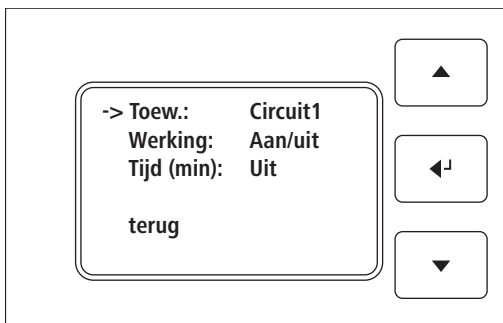 -> Toew.: Circuit1
Werking: Aan/uit
Tijd (min): Uit
terug